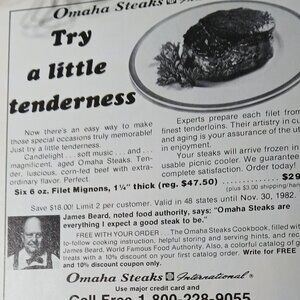 Omaha Steaks
Try
a little
tenderness
Now there's an easy way to make
those special occasions truly memorable!
Just try a little tenderness.
Candlelight . . . soft music . . . and . . .
magnificent, aged Omaha Steaks. Ten-
der, luscious, corn-fed beef with extra-
ordinary flavor. Perfect.
Experts prepare each filet from
finest tenderloins. Their artistry in cu
and aging is your assurance of the u
in enjoyment.
Your steaks will arrive frozen in
usable picnic cooler. We guarantee
complete satisfaction. Order today!
Six 6 oz. Filet Mignons, 1¼" thick (reg. $47.50) . . . . . . . . . . $29
(plus $3.00 shipping/han
Save $18.00! Limit 2 per customer. Valid in 48 states until Nov. 30, 1982.
James Beard, noted food authority, says: "Omaha Steaks are
everything I expect a good steak to be."
FREE WITH YOUR ORDER . . . The Omaha Steaks Cookbook, filled with
to-follow cooking instruction, helpful storing and serving hints, and rec
James Beard, World Famous Food Authority. Also, a colorful catalog of g
treats with a 10% discount on your first catalog order. Write for FREE
and 10% discount coupon only.
Omaha Steaks International ®
Use major credit card and
Call Free 1-800-228-9055